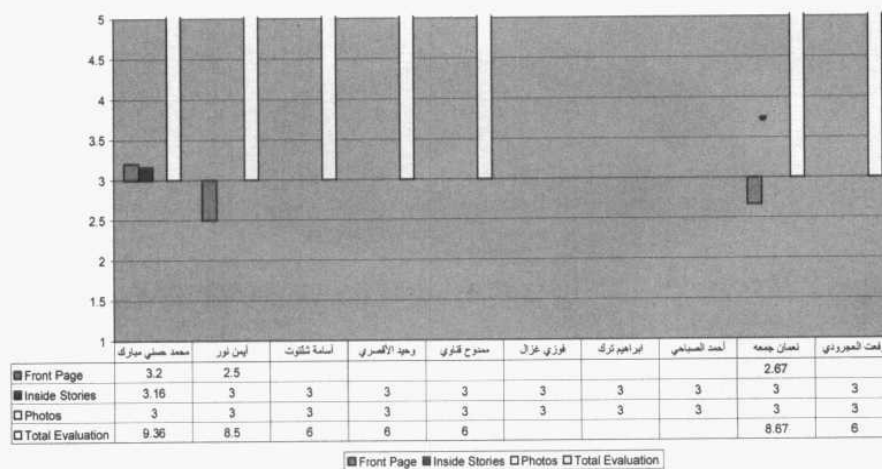 5
4.5
4
3.5
3
2.5
2
1.5
1
محمد حسني مبارك أيمن نور أسامة شلتوت وحيد الأقصري ممدوح قناوي فوزي غزال ابراهيم ترك أحمد الصباحي نعمان جمعه رفعت العجرودي
Front Page 3.2 2.5 2.67
Inside Stories 3.16 3 3 3 3 3 3 3 3 3
Photos 3 3 3 3 3 3 3 3 3 3
Total Evaluation 9.36 8.5 6 6 6 8.67 6
Front Page Inside Stories Photos Total Evaluation